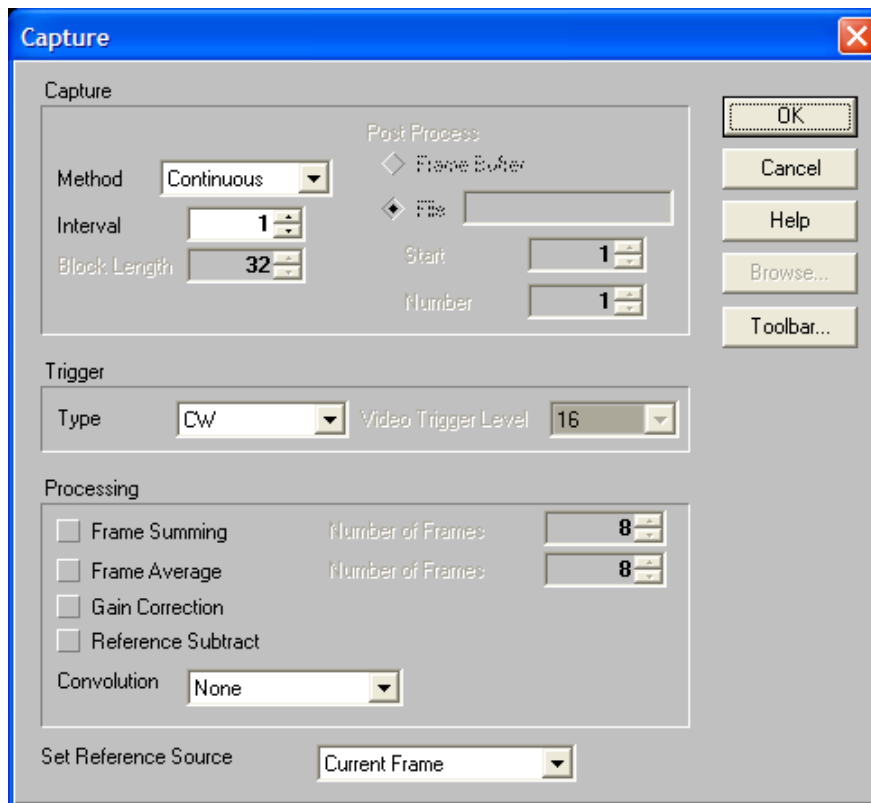 Capture
Capture
OK
Post Process
Frame Buffer
Method Continuous
Cancel
File
Interval 1
Help
Block Length 32
Start 1
Browse...
Number 1
Toolbar...
Trigger
Type CW Video Trigger Level 16
Processing
Frame Summing Number of Frames 8
Frame Average Number of Frames 8
Gain Correction
Reference Subtract
Convolution None
Set Reference Source Current Frame